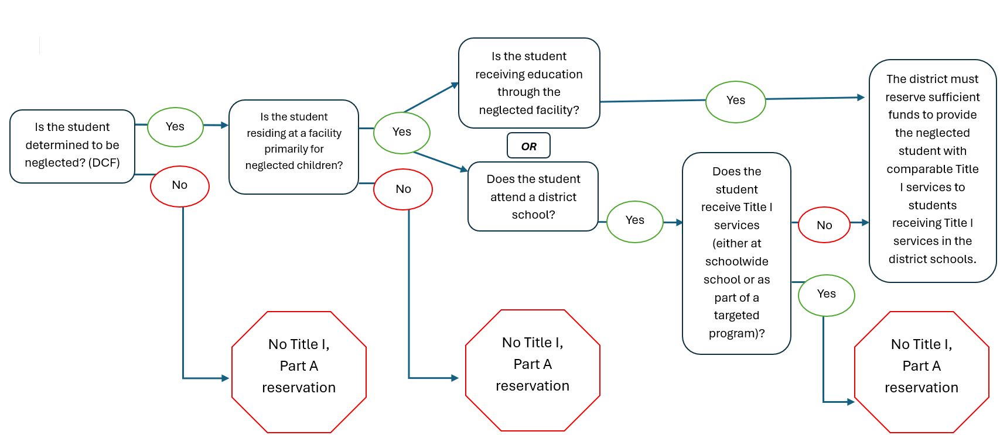 Is the student
determined to be
neglected? (DCF)
Yes
No
Is the student
residing at a facility
primarily for
neglected children?
Yes
No
Is the student
receiving education
through the
neglected facility?
OR
Does the student
attend a district
school?
Yes
Yes
Does the
student
receive Title I
services
(either at
schoolwide
school or as
part of a
targeted
program)?
No
Yes
The district must
reserve sufficient
funds to provide
the neglected
student with
comparable Title
I services to
students
receiving Title I
services in the
district schools.
No Title I,
Part A
reservation
No Title I,
Part A
reservation
No Title I,
Part A
reservation